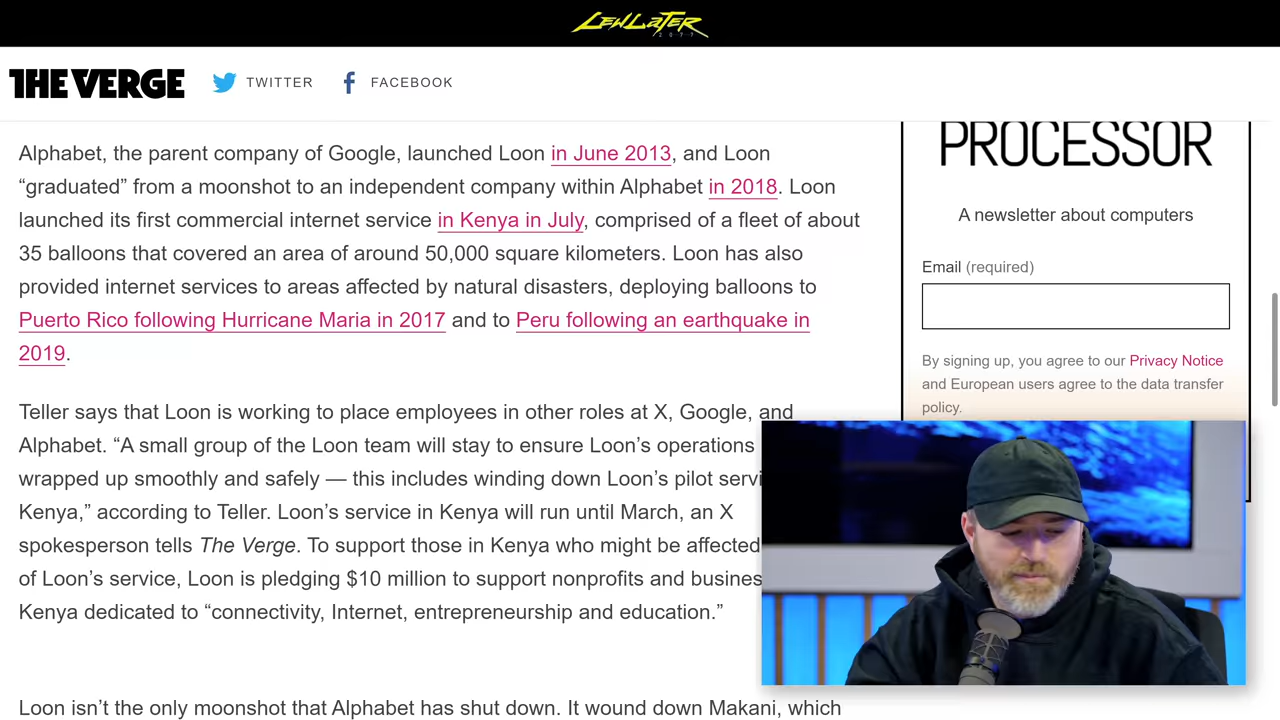 LEWLATER
2077
THE VERGE
TWITTER
FACEBOOK
Alphabet, the parent company of Google, launched Loon in June 2013, and Loon
“graduated” from a moonshot to an independent company within Alphabet in 2018. Loon
launched its first commercial internet service in Kenya in July, comprised of a fleet of about
35 balloons that covered an area of around 50,000 square kilometers. Loon has also
provided internet services to areas affected by natural disasters, deploying balloons to
Puerto Rico following Hurricane Maria in 2017 and to Peru following an earthquake in
2019.
Teller says that Loon is working to place employees in other roles at X, Google, and
Alphabet. “A small group of the Loon team will stay to ensure Loon’s operations
wrapped up smoothly and safely — this includes winding down Loon’s pilot servi
Kenya,” according to Teller. Loon’s service in Kenya will run until March, an X
spokesperson tells The Verge. To support those in Kenya who might be affected
of Loon’s service, Loon is pledging $10 million to support nonprofits and busines
Kenya dedicated to “connectivity, Internet, entrepreneurship and education.”
Loon isn’t the only moonshot that Alphabet has shut down. It wound down Makani, which
PROCESSOR
A newsletter about computers
Email (required)
By signing up, you agree to our Privacy Notice
and European users agree to the data transfer
policy.